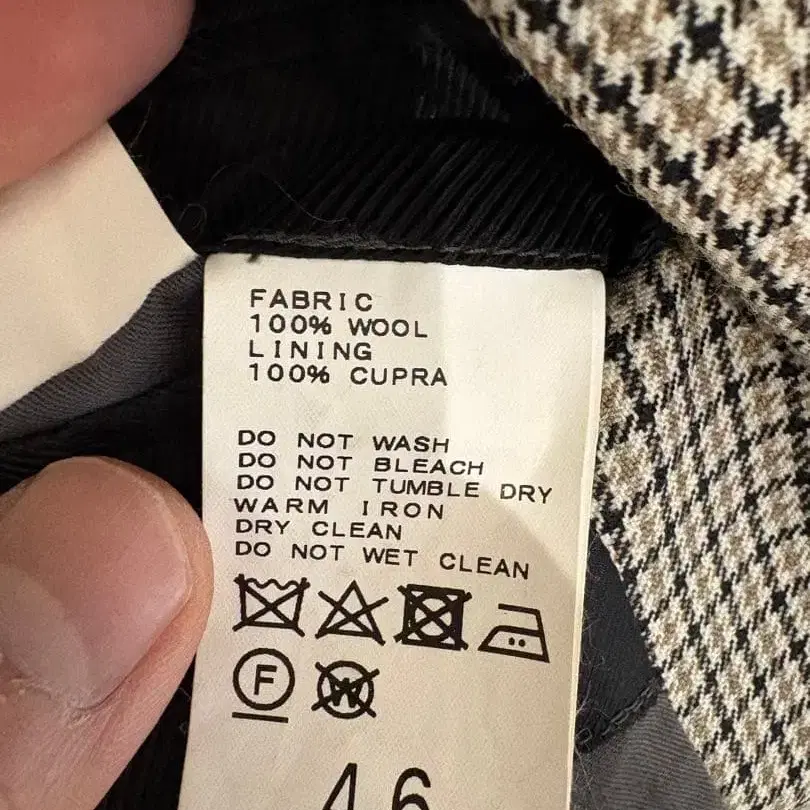 FABRIC
100% WOOL
LINING
100% CUPRA
DO NOT WASH
DO NOT BLEACH
DO NOT TUMBLE DRY
WARM IRON
DRY CLEAN
DO NOT WET CLEAN
F W
46